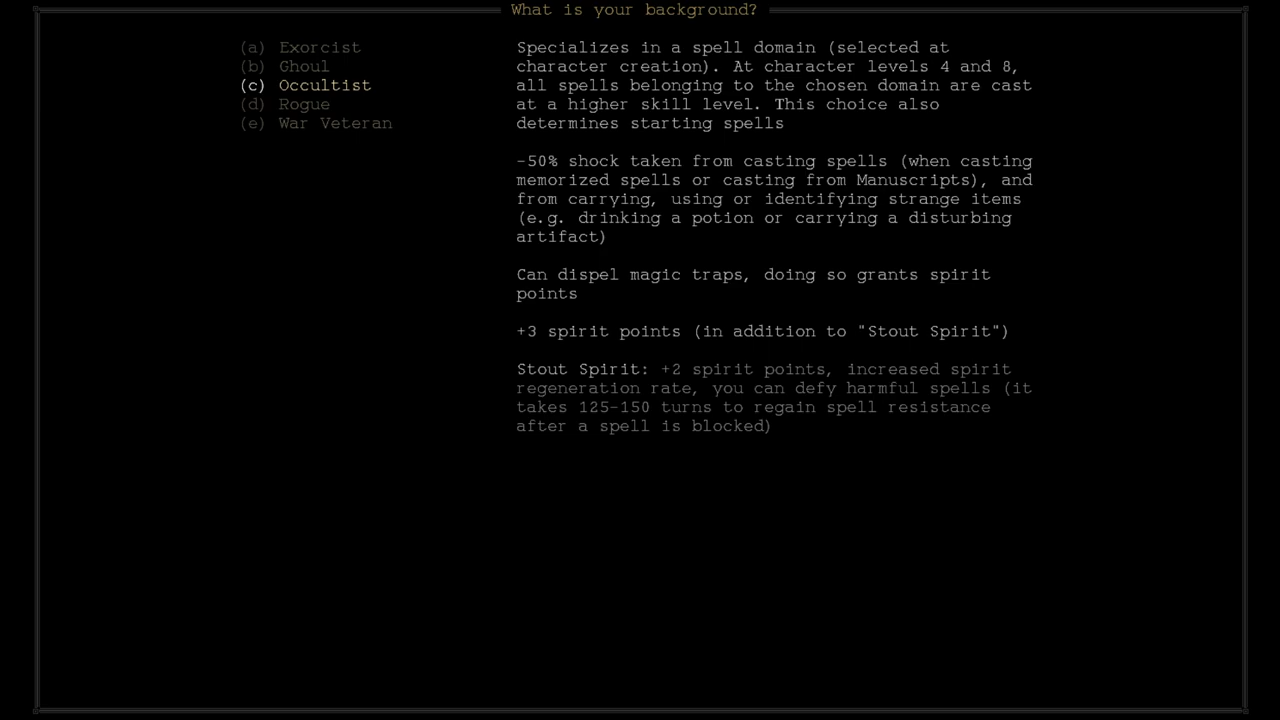 What is your background?
(a) Exorcist
(b) Ghoul
(c) Occultist
(d) Rogue
(e) War Veteran
Specializes in a spell domain (selected at
character creation). At character levels 4 and 8,
all spells belonging to the chosen domain are cast
at a higher skill level. This choice also
determines starting spells
-50% shock taken from casting spells (when casting
memorized spells or casting from Manuscripts), and
from carrying, using or identifying strange items
(e.g. drinking a potion or carrying a disturbing
artifact)
Can dispel magic traps, doing so grants spirit
points
+3 spirit points (in addition to "Stout Spirit")
Stout Spirit: +2 spirit points, increased spirit
regeneration rate, you can defy harmful spells (it
takes 125-150 turns to regain spell resistance
after a spell is blocked)